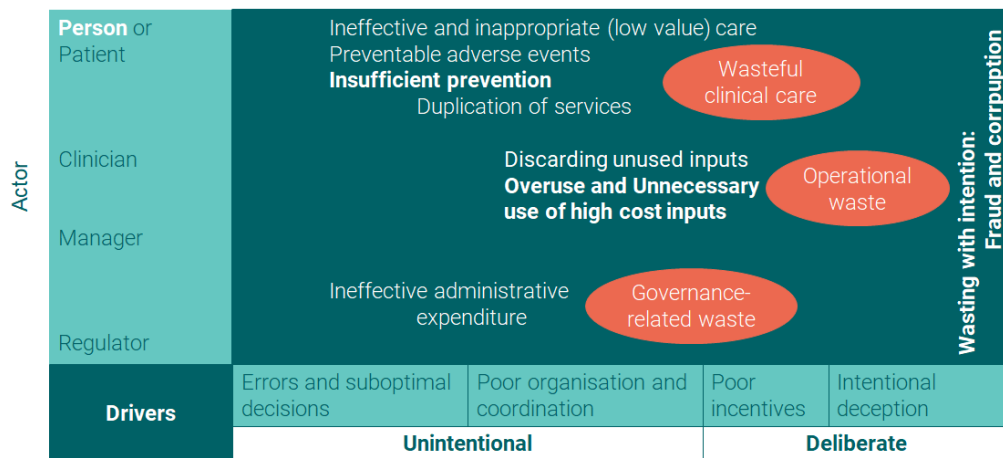 Actor
Person or
Patient
Clinician
Manager
Regulator
Ineffective and inappropriate (low value) care
Preventable adverse events
Insufficient prevention
Duplication of services
Wasteful
clinical care
Discarding unused inputs
Overuse and Unnecessary
use of high cost inputs
Operational
waste
Ineffective administrative
expenditure
Governance-
related waste
Wasting with intention:
Fraud and corrpuption
Drivers
Errors and suboptimal
decisions
Poor organisation and
coordination
Poor
incentives
Intentional
deception
Unintentional
Deliberate